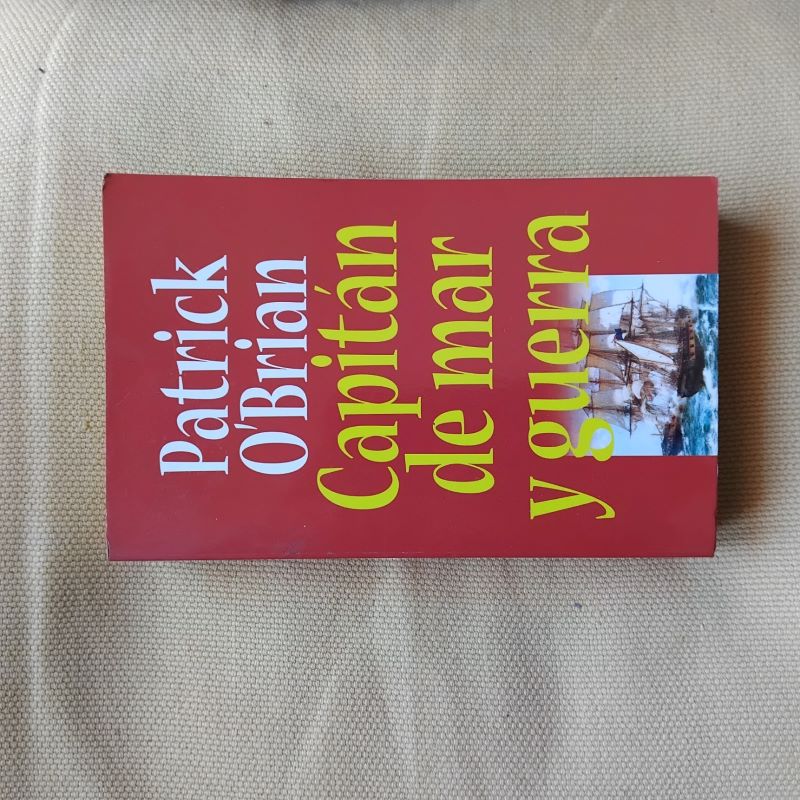 Patrick
O'Brian
Capitán
de mar
y guerra